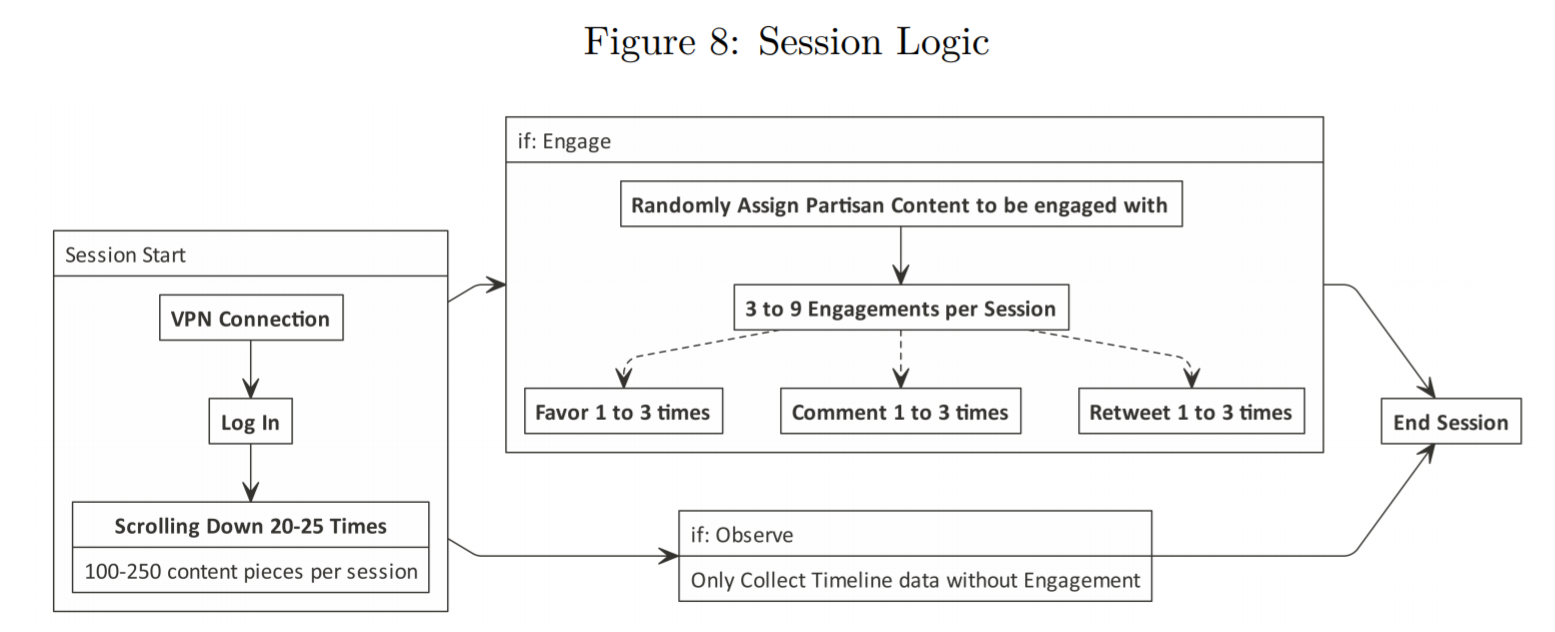 Figure 8: Session Logic
Session Start
VPN Connection
Log In
Scrolling Down 20-25 Times
100-250 content pieces per session
if: Engage
Randomly Assign Partisan Content to be engaged with
3 to 9 Engagements per Session
Favor 1 to 3 times
Comment 1 to 3 times
Retweet 1 to 3 times
if: Observe
Only Collect Timeline data without Engagement
End Session